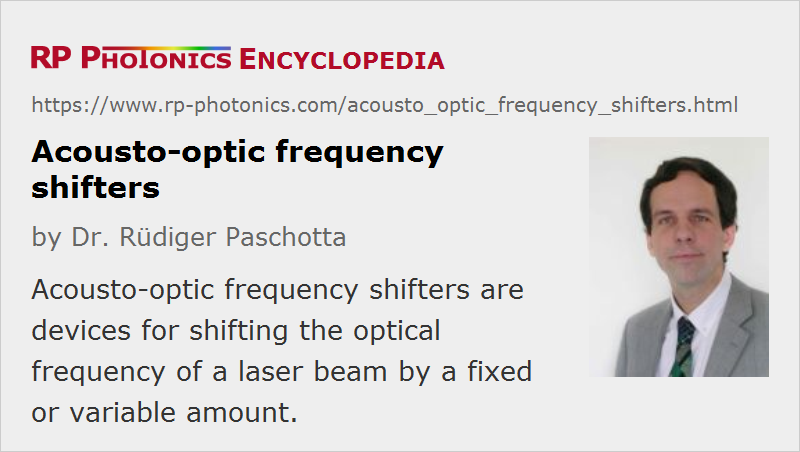 RP PHOTONICS ENCYCLOPEDIA
https://www.rp-photonics.com/acousto_optic_frequency_shifters.html
Acousto-optic frequency
shifters
by Dr. Rüdiger Paschotta
Acousto-optic frequency shifters are
devices for shifting the optical
frequency of a laser beam by a fixed
or variable amount.